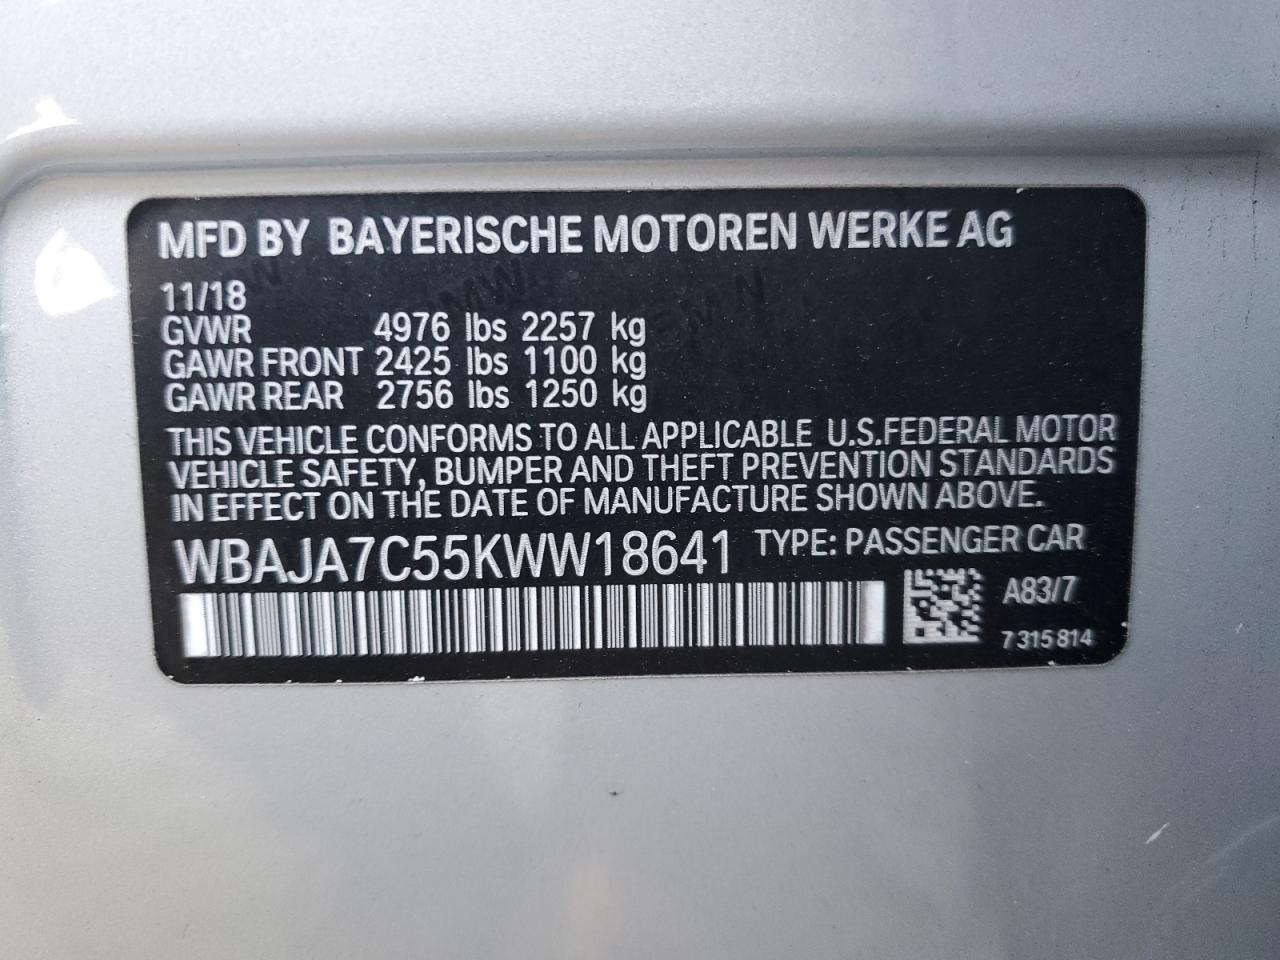 MFD BY BAYERISCHE MOTOREN WERKE AG
11/18
GVWR 4976 lbs 2257 kg
GAWR FRONT 2425 lbs 1100 kg
GAWR REAR 2756 lbs 1250 kg
THIS VEHICLE CONFORMS TO ALL APPLICABLE U.S.FEDERAL MOTOR
VEHICLE SAFETY, BUMPER AND THEFT PREVENTION STANDARDS
IN EFFECT ON THE DATE OF MANUFACTURE SHOWN ABOVE.
WBAJA7C55KWW18641 TYPE: PASSENGER CAR
A83/7
7 315 814